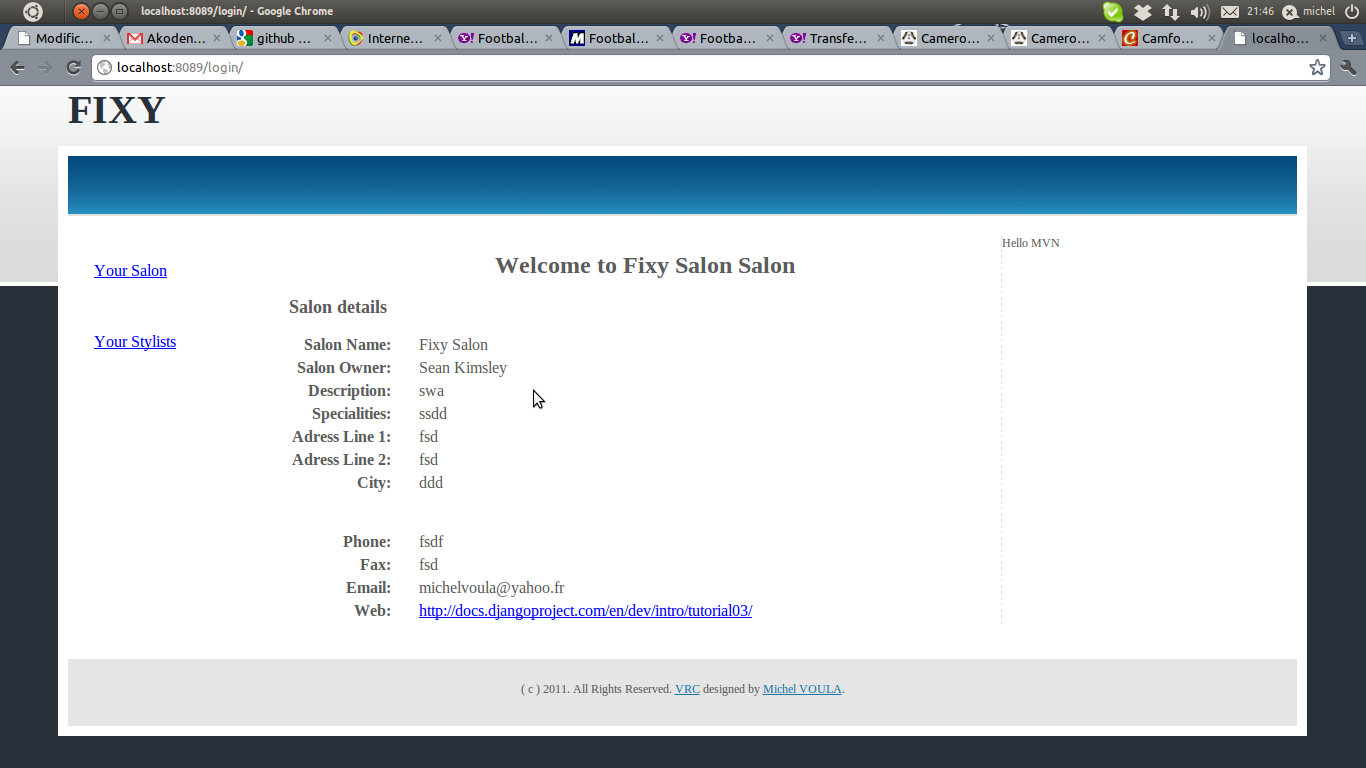 localhost:8089/login/ - Google Chrome
21:46 michel
Modific...
Akoden...
github ...
Interne...
Footbal...
Footbal...
Footba...
Transfe...
Camero...
Camero...
Camfo...
localho...
localhost:8089/login/
FIXY
Hello MVN
Your Salon
Your Stylists
Welcome to Fixy Salon Salon
Salon details
Salon Name: Fixy Salon
Salon Owner: Sean Kimsley
Description: swa
Specialities: ssdd
Adress Line 1: fsd
Adress Line 2: fsd
City: ddd
Phone: fsdf
Fax: fsd
Email: michelvoula@yahoo.fr
Web: http://docs.djangoproject.com/en/dev/intro/tutorial03/
( c ) 2011. All Rights Reserved. VRC designed by Michel VOULA.